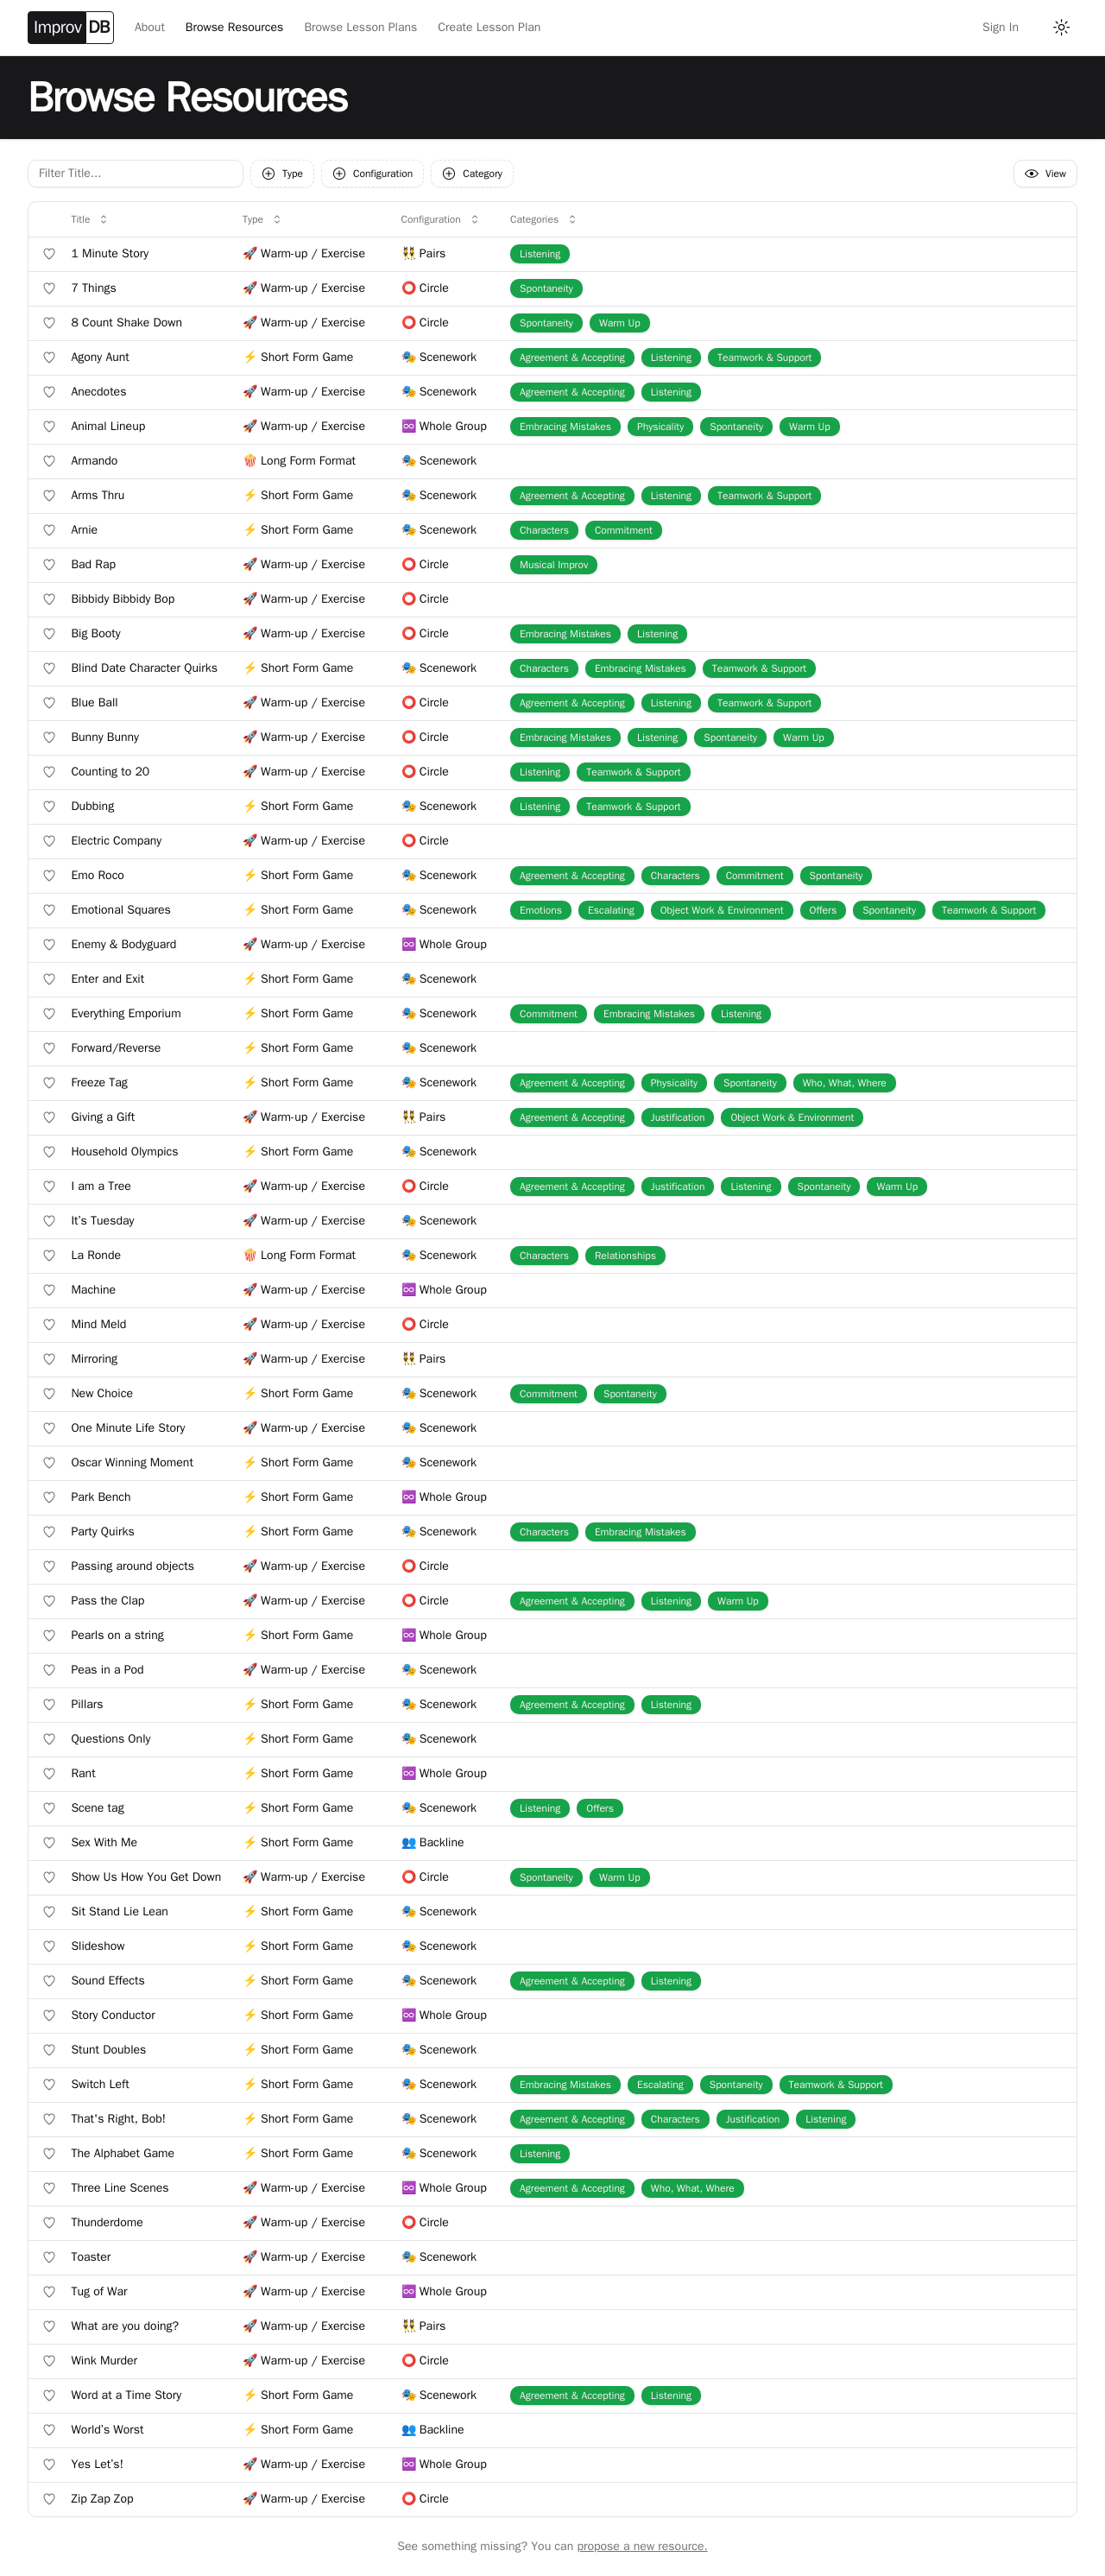 Improv DB About Browse Resources Browse Lesson Plans Create Lesson Plan Sign In
Browse Resources
Filter Title... Type Configuration Category View
Title Type Configuration Categories
1 Minute Story 🚀 Warm-up / Exercise 👯 Pairs Listening
7 Things 🚀 Warm-up / Exercise ⭕ Circle Spontaneity
8 Count Shake Down 🚀 Warm-up / Exercise ⭕ Circle Spontaneity Warm Up
Agony Aunt ⚡ Short Form Game 🎭 Scenework Agreement & Accepting Listening Teamwork & Support
Anecdotes 🚀 Warm-up / Exercise 🎭 Scenework Agreement & Accepting Listening
Animal Lineup 🚀 Warm-up / Exercise ♾️ Whole Group Embracing Mistakes Physicality Spontaneity Warm Up
Armando 🍿 Long Form Format 🎭 Scenework
Arms Thru ⚡ Short Form Game 🎭 Scenework Agreement & Accepting Listening Teamwork & Support
Arnie ⚡ Short Form Game 🎭 Scenework Characters Commitment
Bad Rap 🚀 Warm-up / Exercise ⭕ Circle Musical Improv
Bibbidy Bibbidy Bop 🚀 Warm-up / Exercise ⭕ Circle
Big Booty 🚀 Warm-up / Exercise ⭕ Circle Embracing Mistakes Listening
Blind Date Character Quirks ⚡ Short Form Game 🎭 Scenework Characters Embracing Mistakes Teamwork & Support
Blue Ball 🚀 Warm-up / Exercise ⭕ Circle Agreement & Accepting Listening Teamwork & Support
Bunny Bunny 🚀 Warm-up / Exercise ⭕ Circle Embracing Mistakes Listening Spontaneity Warm Up
Counting to 20 🚀 Warm-up / Exercise ⭕ Circle Listening Teamwork & Support
Dubbing ⚡ Short Form Game 🎭 Scenework Listening Teamwork & Support
Electric Company 🚀 Warm-up / Exercise ⭕ Circle
Emo Roco ⚡ Short Form Game 🎭 Scenework Agreement & Accepting Characters Commitment Spontaneity
Emotional Squares ⚡ Short Form Game 🎭 Scenework Emotions Escalating Object Work & Environment Offers Spontaneity Teamwork & Support
Enemy & Bodyguard 🚀 Warm-up / Exercise ♾️ Whole Group
Enter and Exit ⚡ Short Form Game 🎭 Scenework
Everything Emporium ⚡ Short Form Game 🎭 Scenework Commitment Embracing Mistakes Listening
Forward/Reverse ⚡ Short Form Game 🎭 Scenework
Freeze Tag ⚡ Short Form Game 🎭 Scenework Agreement & Accepting Physicality Spontaneity Who, What, Where
Giving a Gift 🚀 Warm-up / Exercise 👯 Pairs Agreement & Accepting Justification Object Work & Environment
Household Olympics ⚡ Short Form Game 🎭 Scenework
I am a Tree 🚀 Warm-up / Exercise ⭕ Circle Agreement & Accepting Justification Listening Spontaneity Warm Up
It's Tuesday 🚀 Warm-up / Exercise 🎭 Scenework
La Ronde 🍿 Long Form Format 🎭 Scenework Characters Relationships
Machine 🚀 Warm-up / Exercise ♾️ Whole Group
Mind Meld 🚀 Warm-up / Exercise ⭕ Circle
Mirroring 🚀 Warm-up / Exercise 👯 Pairs
New Choice ⚡ Short Form Game 🎭 Scenework Commitment Spontaneity
One Minute Life Story 🚀 Warm-up / Exercise 🎭 Scenework
Oscar Winning Moment ⚡ Short Form Game 🎭 Scenework
Park Bench ⚡ Short Form Game ♾️ Whole Group
Party Quirks ⚡ Short Form Game 🎭 Scenework Characters Embracing Mistakes
Passing around objects 🚀 Warm-up / Exercise ⭕ Circle
Pass the Clap 🚀 Warm-up / Exercise ⭕ Circle Agreement & Accepting Listening Warm Up
Pearls on a string ⚡ Short Form Game ♾️ Whole Group
Peas in a Pod 🚀 Warm-up / Exercise 🎭 Scenework
Pillars ⚡ Short Form Game 🎭 Scenework Agreement & Accepting Listening
Questions Only ⚡ Short Form Game 🎭 Scenework
Rant ⚡ Short Form Game ♾️ Whole Group
Scene tag ⚡ Short Form Game 🎭 Scenework Listening Offers
Sex With Me ⚡ Short Form Game 👥 Backline
Show Us How You Get Down 🚀 Warm-up / Exercise ⭕ Circle Spontaneity Warm Up
Sit Stand Lie Lean ⚡ Short Form Game 🎭 Scenework
Slideshow ⚡ Short Form Game 🎭 Scenework
Sound Effects ⚡ Short Form Game 🎭 Scenework Agreement & Accepting Listening
Story Conductor ⚡ Short Form Game ♾️ Whole Group
Stunt Doubles ⚡ Short Form Game 🎭 Scenework
Switch Left ⚡ Short Form Game 🎭 Scenework Embracing Mistakes Escalating Spontaneity Teamwork & Support
That's Right, Bob! ⚡ Short Form Game 🎭 Scenework Agreement & Accepting Characters Justification Listening
The Alphabet Game ⚡ Short Form Game 🎭 Scenework Listening
Three Line Scenes 🚀 Warm-up / Exercise ♾️ Whole Group Agreement & Accepting Who, What, Where
Thunderdome 🚀 Warm-up / Exercise ⭕ Circle
Toaster 🚀 Warm-up / Exercise 🎭 Scenework
Tug of War 🚀 Warm-up / Exercise ♾️ Whole Group
What are you doing? 🚀 Warm-up / Exercise 👯 Pairs
Wink Murder 🚀 Warm-up / Exercise ⭕ Circle
Word at a Time Story ⚡ Short Form Game 🎭 Scenework Agreement & Accepting Listening
World's Worst ⚡ Short Form Game 👥 Backline
Yes Let's! 🚀 Warm-up / Exercise ♾️ Whole Group
Zip Zap Zop 🚀 Warm-up / Exercise ⭕ Circle
See something missing? You can propose a new resource.